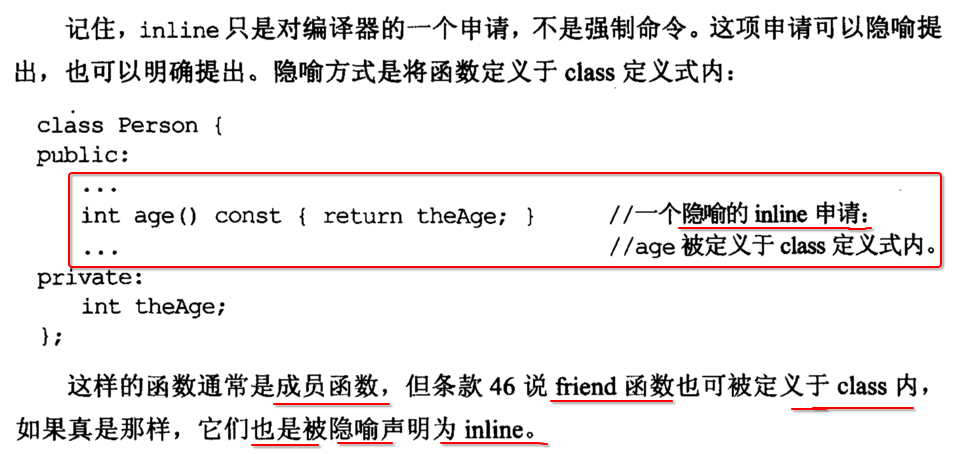 记住，inline 只是对编译器的一个申请，不是强制命令。这项申请可以隐喻提
出，也可以明确提出。隐喻方式是将函数定义于 class 定义式内：
class Person {
public:
...
int age() const { return theAge; } //一个隐喻的 inline 申请：
... //age 被定义于 class 定义式内。
private:
int theAge;
};
这样的函数通常是成员函数，但条款 46 说 friend 函数也可被定义于 class 内，
如果真是那样，它们也是被隐喻声明为 inline。